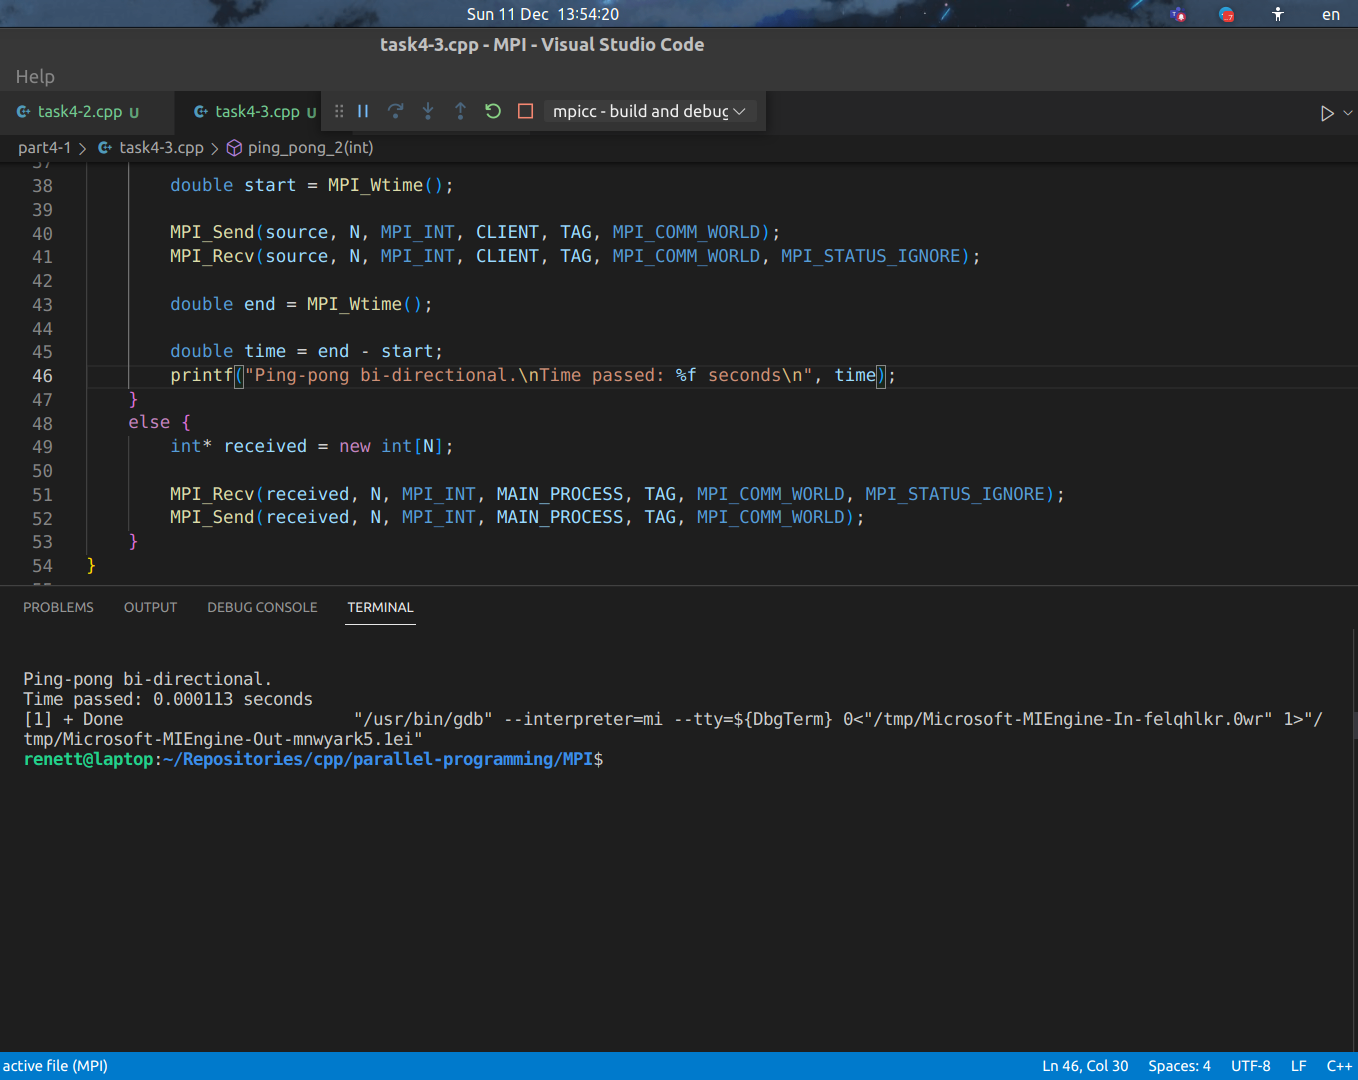 Sun 11 Dec 13:54:20
en
task4-3.cpp - MPI - Visual Studio Code
Help
task4-2.cpp U
task4-3.cpp U
mpicc - build and debug
part4-1 > task4-3.cpp > ping_pong_2(int)
37
38 double start = MPI_Wtime();
39
40 MPI_Send(source, N, MPI_INT, CLIENT, TAG, MPI_COMM_WORLD);
41 MPI_Recv(source, N, MPI_INT, CLIENT, TAG, MPI_COMM_WORLD, MPI_STATUS_IGNORE);
42
43 double end = MPI_Wtime();
44
45 double time = end - start;
46 printf("Ping-pong bi-directional.\nTime passed: %f seconds\n", time);
47 }
48 else {
49 int* received = new int[N];
50
51 MPI_Recv(received, N, MPI_INT, MAIN_PROCESS, TAG, MPI_COMM_WORLD, MPI_STATUS_IGNORE);
52 MPI_Send(received, N, MPI_INT, MAIN_PROCESS, TAG, MPI_COMM_WORLD);
53 }
54 }
PROBLEMS OUTPUT DEBUG CONSOLE TERMINAL
Ping-pong bi-directional.
Time passed: 0.000113 seconds
[1] + Done "/usr/bin/gdb" --interpreter=mi --tty=${DbgTerm} 0<"/tmp/Microsoft-MIEngine-In-felqhlkr.0wr" 1>"/
tmp/Microsoft-MIEngine-Out-mnwyark5.1ei"
renett@laptop:~/Repositories/cpp/parallel-programming/MPI$
active file (MPI)
Ln 46, Col 30 Spaces: 4 UTF-8 LF C++